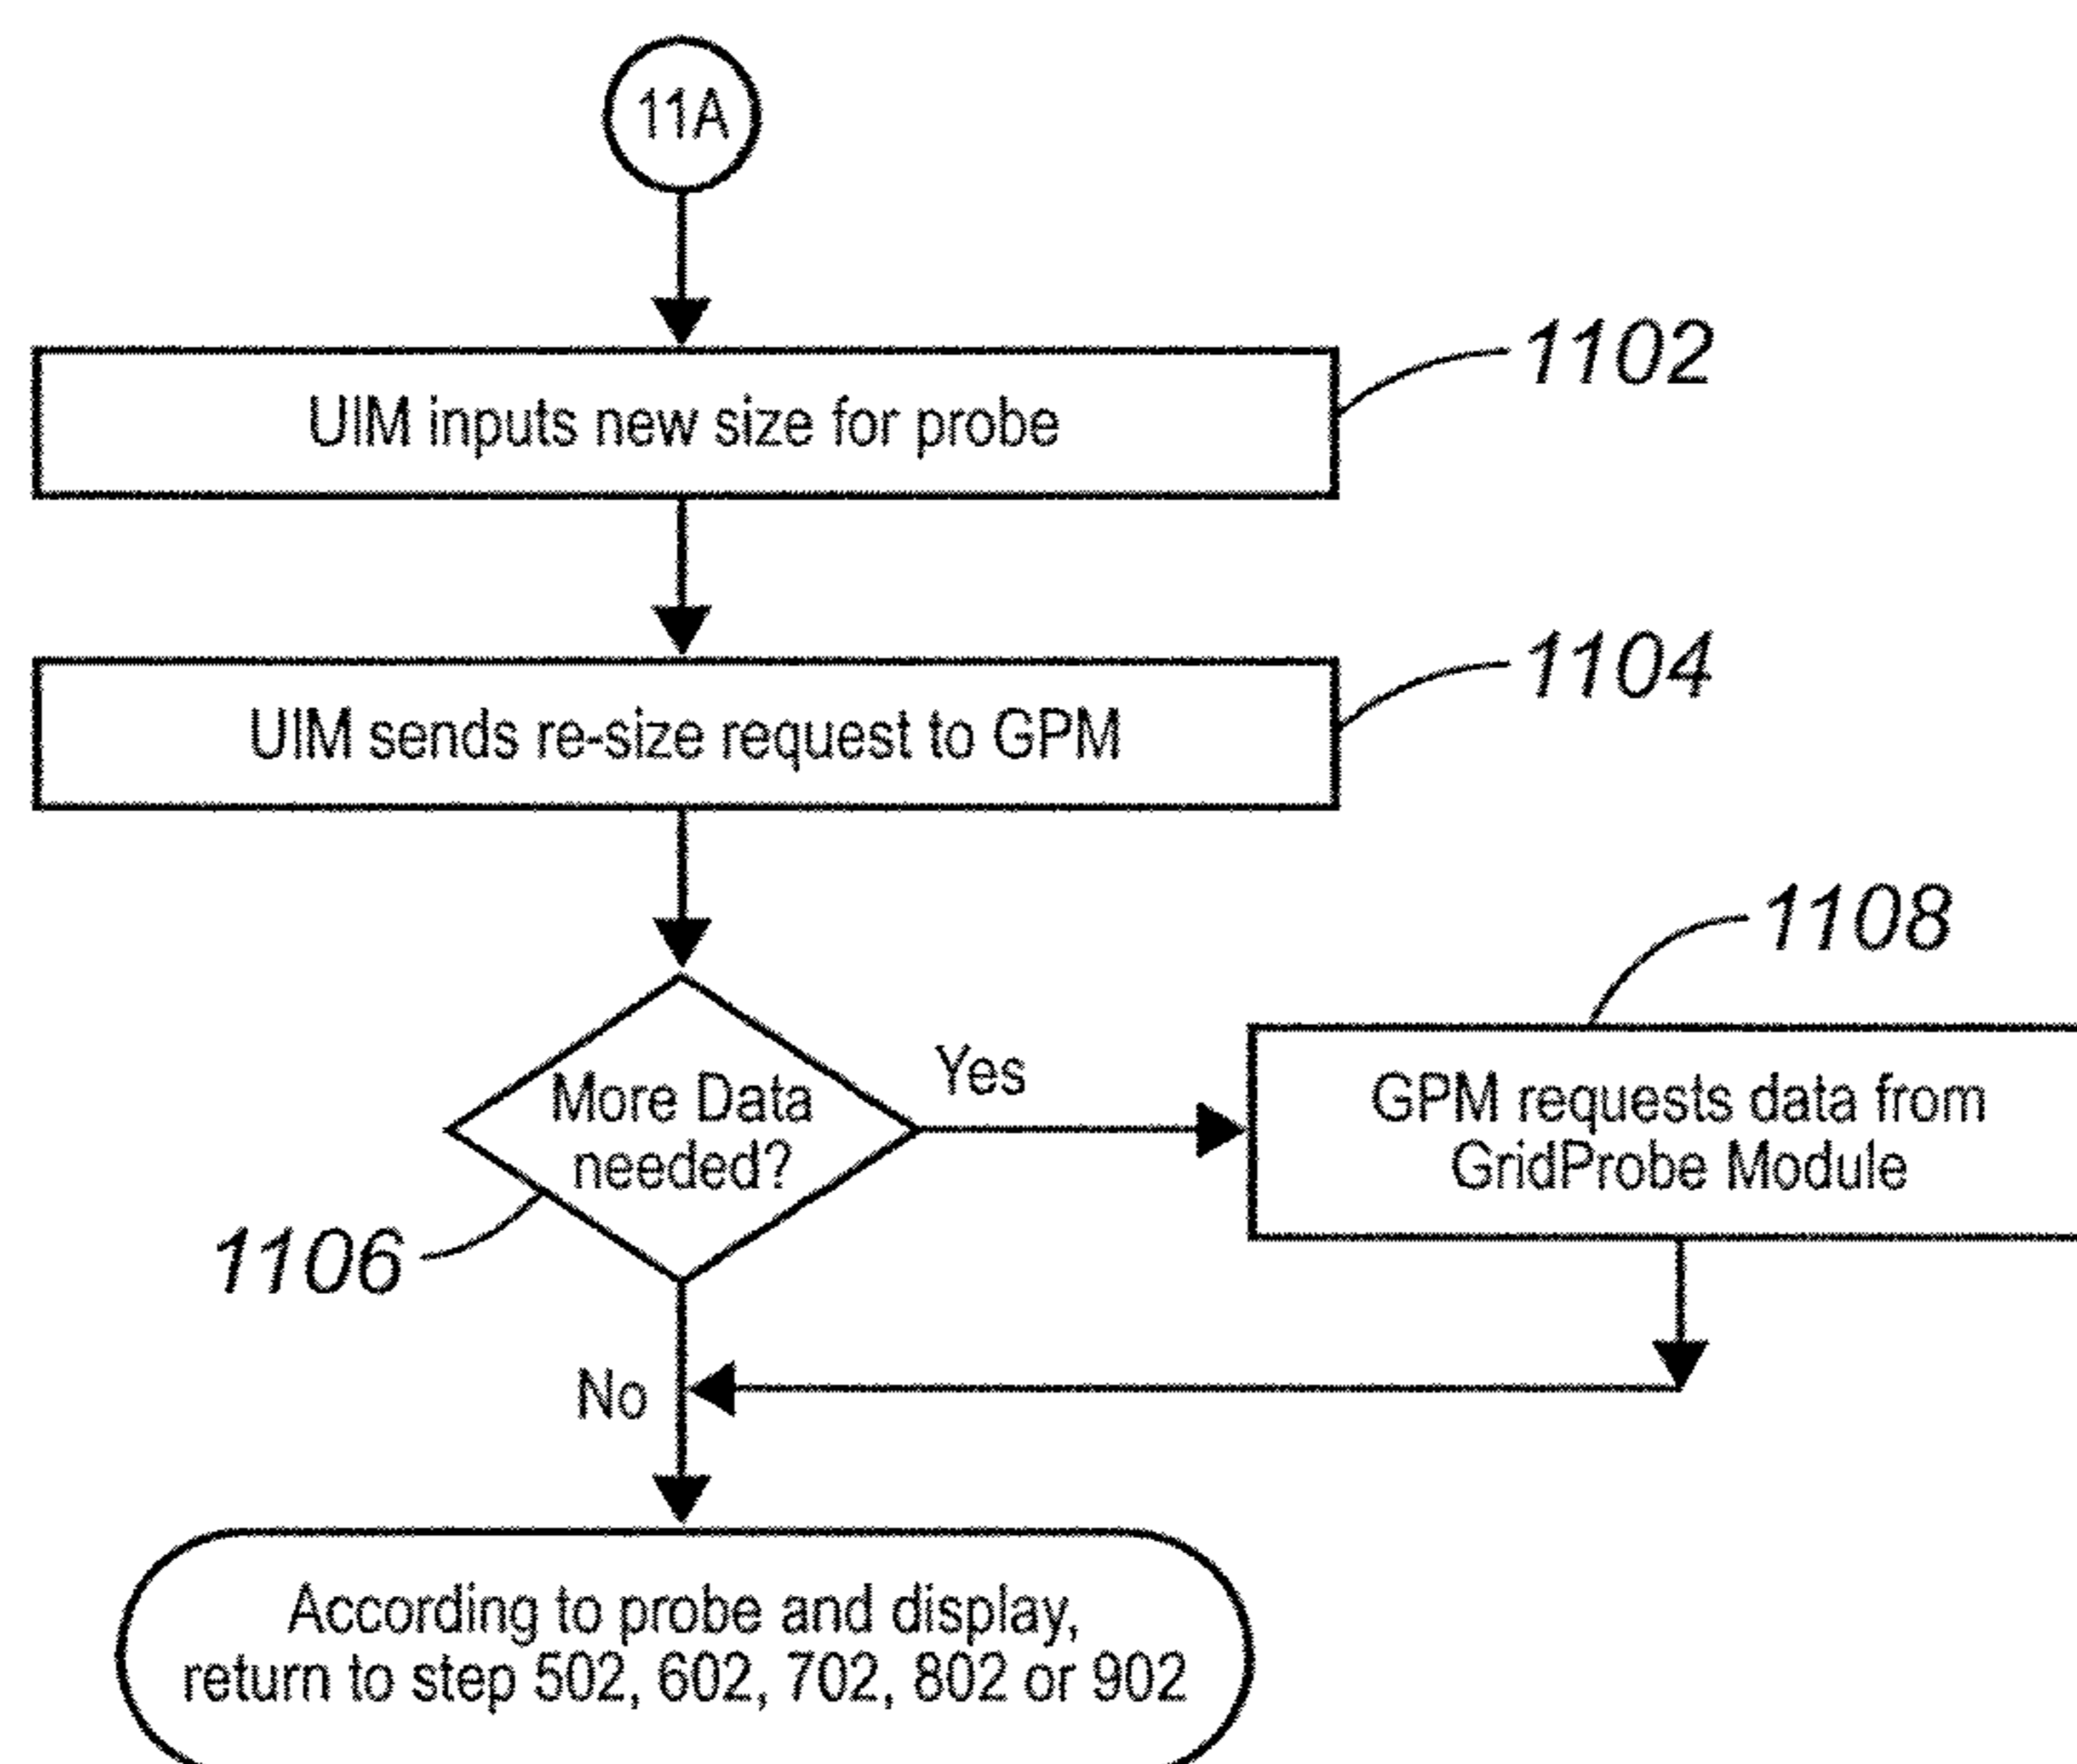 11A
1102
UIM inputs new size for probe
1104
UIM sends re-size request to GPM
1108
More Data
needed?
Yes
GPM requests data from
GridProbe Module
1106
No
According to probe and display,
return to step 502, 602, 702, 802 or 902